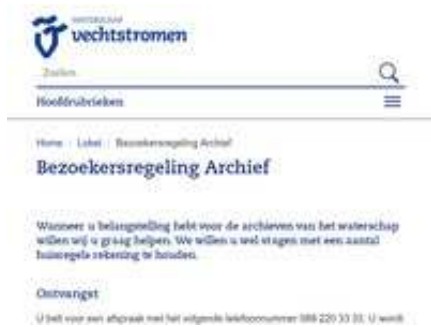 WATERSCHAP
vechtstromen
Zoeken
Hoofdrubrieken
Home Loket Bezoekersregeling Archief
Bezoekersregeling Archief
Wanneer u belangstelling hebt voor de archieven van het waterschap
willen wij u graag helpen. We willen u wel vragen met een aantal
huisregels rekening te houden.
Ontvangst
U belt voor een afspraak met het volgende telefoonnummer 088 220 33 33. U wordt